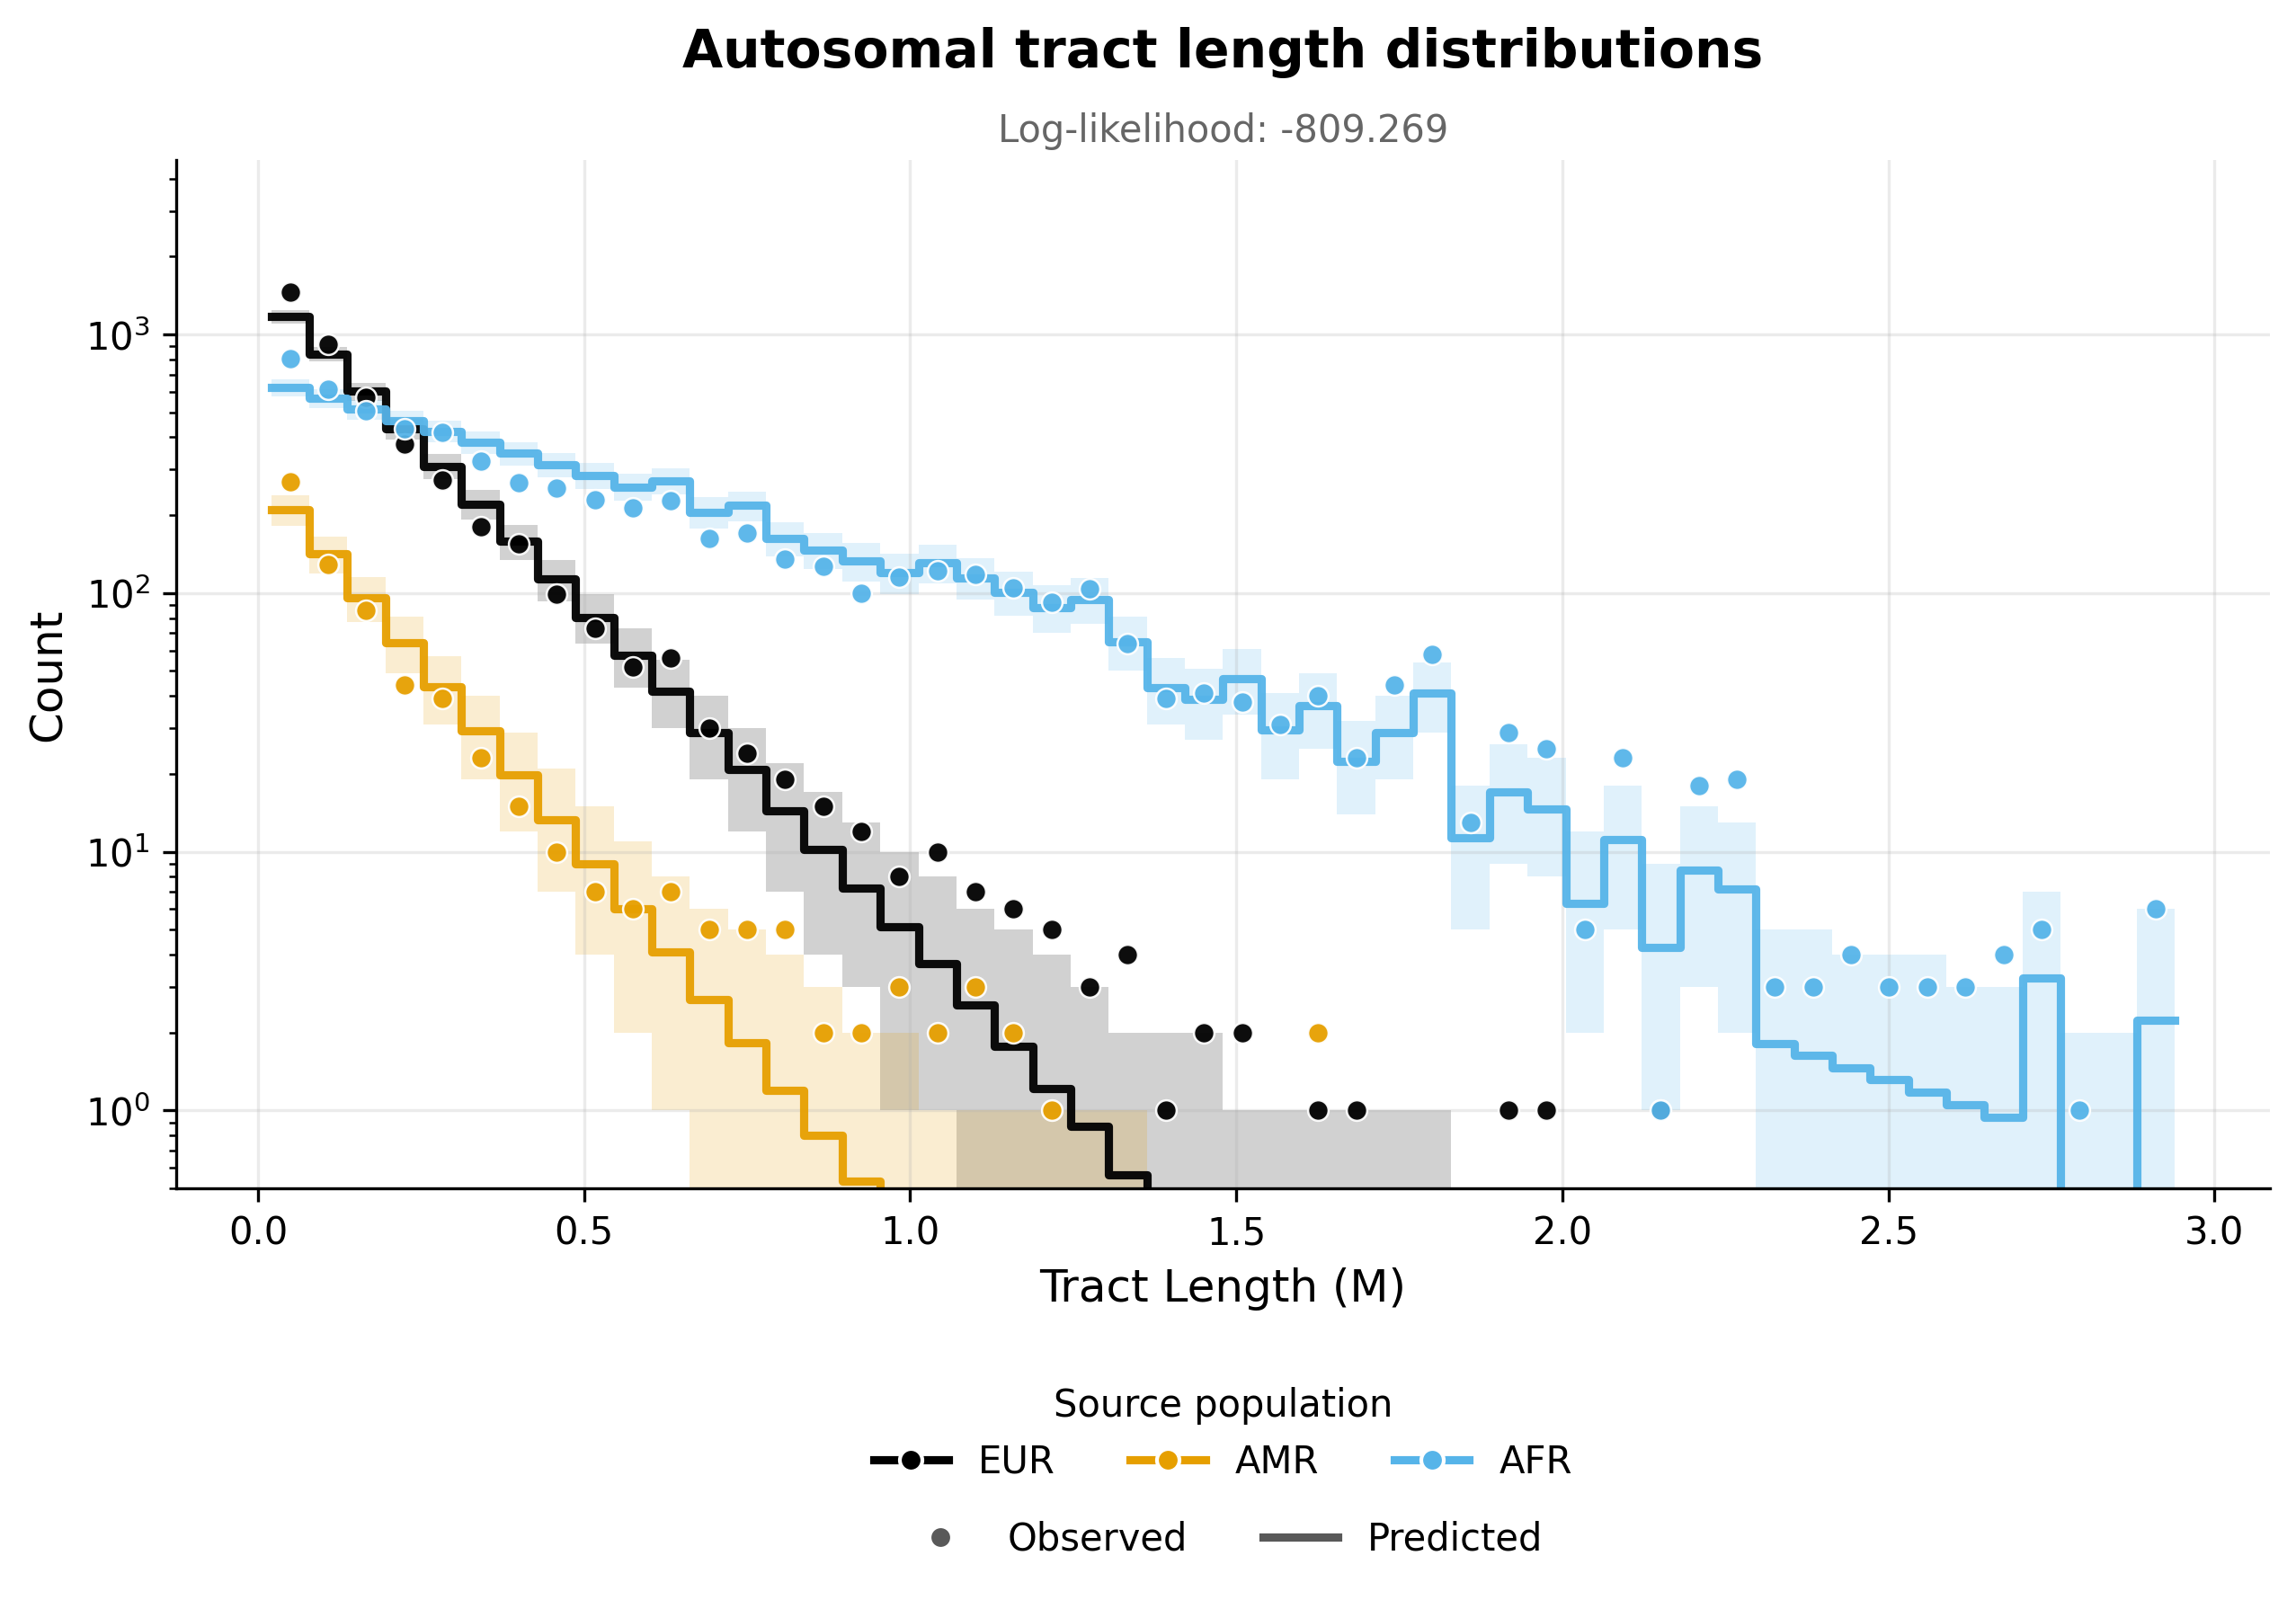 Autosomal tract length distributions
Log-likelihood: -809.269
Count
10³
10²
10¹
10⁰
0.0 0.5 1.0 1.5 2.0 2.5 3.0
Tract Length (M)
Source population
EUR AMR AFR
Observed Predicted